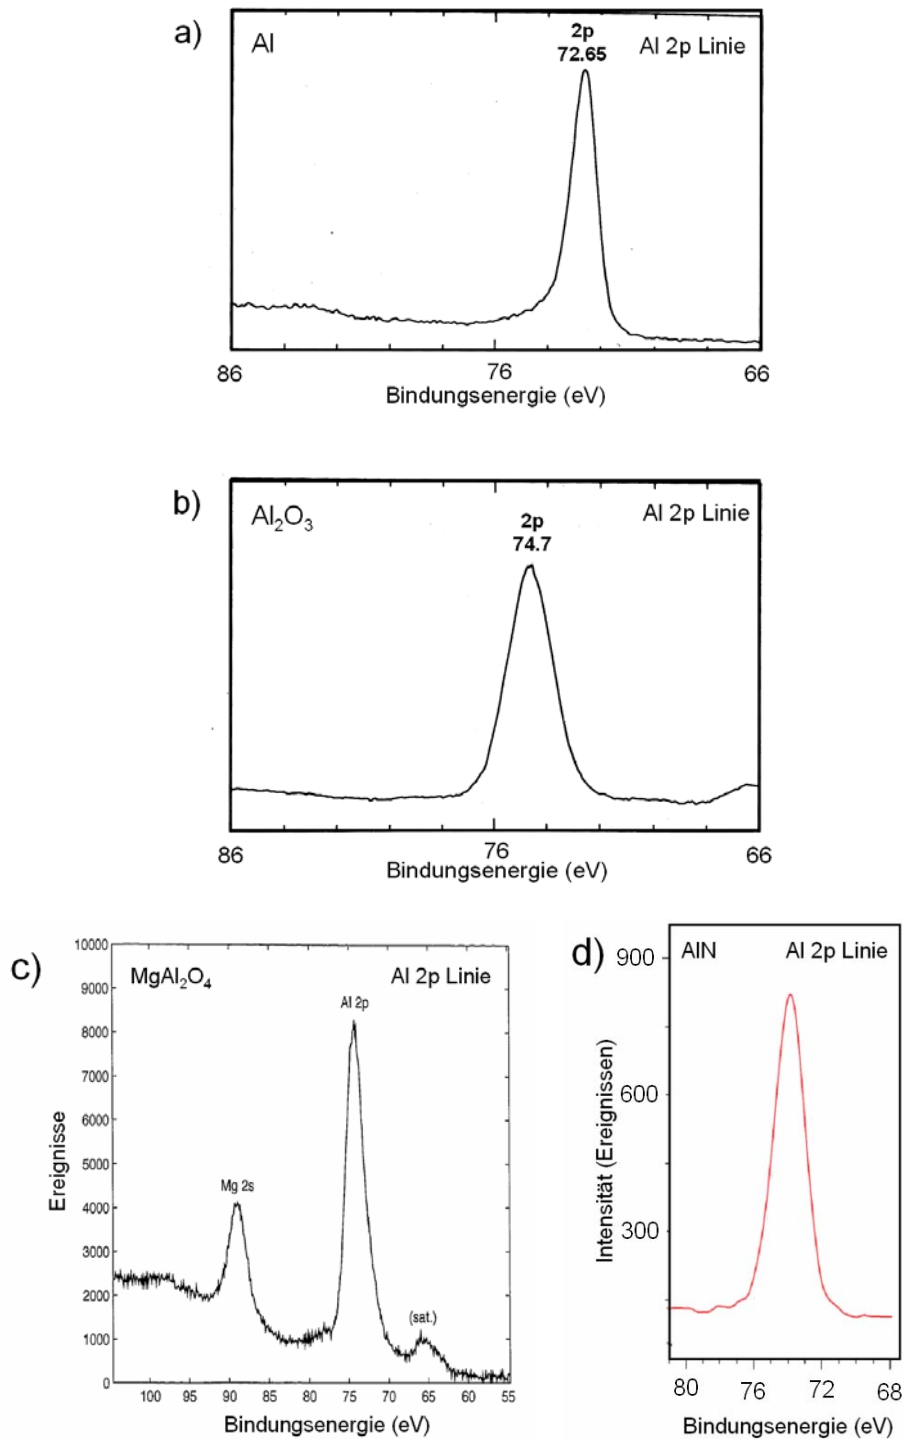 a)
Al
2p
72.65
Al 2p Linie
86
76
66
Bindungsenergie (eV)
b)
Al₂O₃
2p
74.7
Al 2p Linie
86
76
66
Bindungsenergie (eV)
c)
MgAl₂O₄
Al 2p Linie
Al 2p
Mg 2s
(sat.)
10000
9000
8000
7000
6000
5000
4000
3000
2000
1000
0
Ereignisse
100 95 90 85 80 75 70 65 60 55
Bindungsenergie (eV)
d)
AlN
Al 2p Linie
900
600
300
Intensität (Ereignissen)
80 76 72 68
Bindungsenergie (eV)